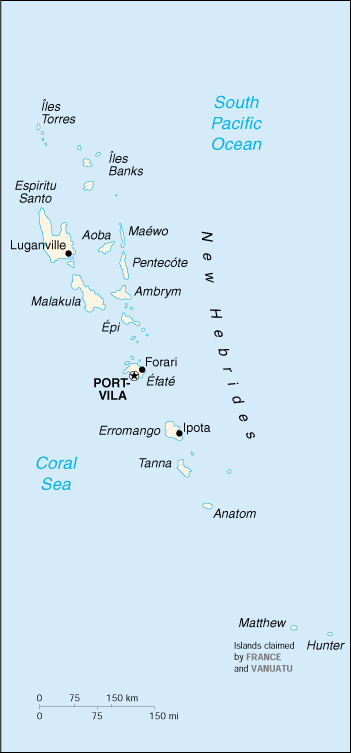 Îles
Torres
South
Pacific
Ocean
Îles
Banks
Espiritu
Santo
Luganville
Aoba
Maéwo
Pentecôte
Malakula
Ambrym
Épi
New Hebrides
Forari
PORT-
VILA
Éfaté
Erromango
Ipota
Coral
Sea
Tanna
Anatom
Matthew
Hunter
Islands claimed
by FRANCE
and VANUATU
0 75 150 km
0 75 150 mi